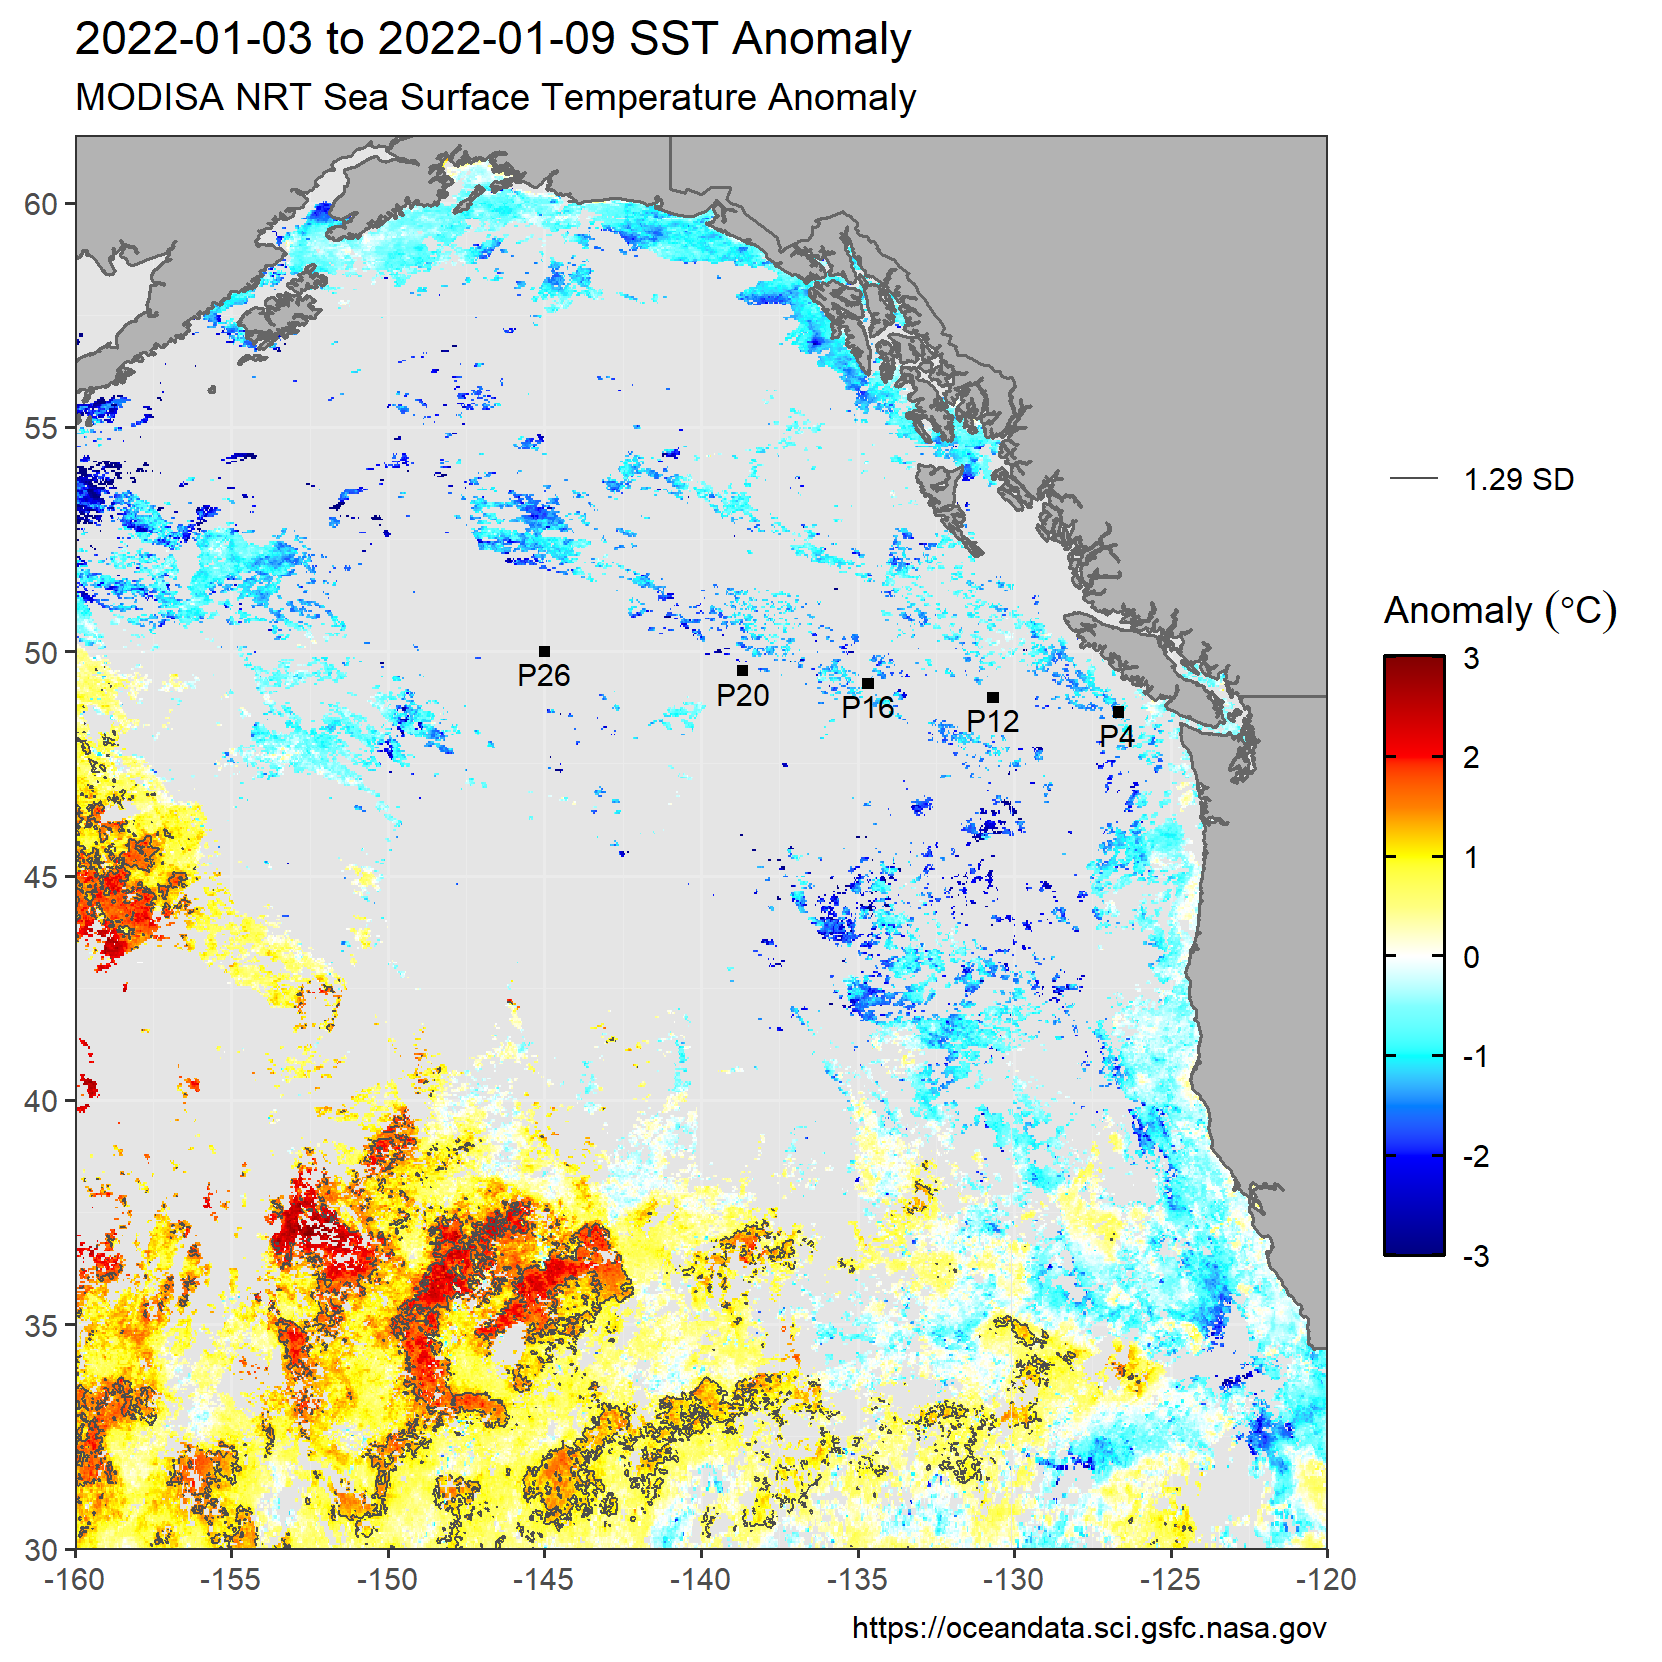 2022-01-03 to 2022-01-09 SST Anomaly
MODISA NRT Sea Surface Temperature Anomaly
60
55
50
45
40
35
30
-160
-155
-150
-145
-140
-135
-130
-125
-120
P26
P20
P16
P12
P4
1.29 SD
Anomaly (°C)
3
2
1
0
-1
-2
-3
https://oceandata.sci.gsfc.nasa.gov